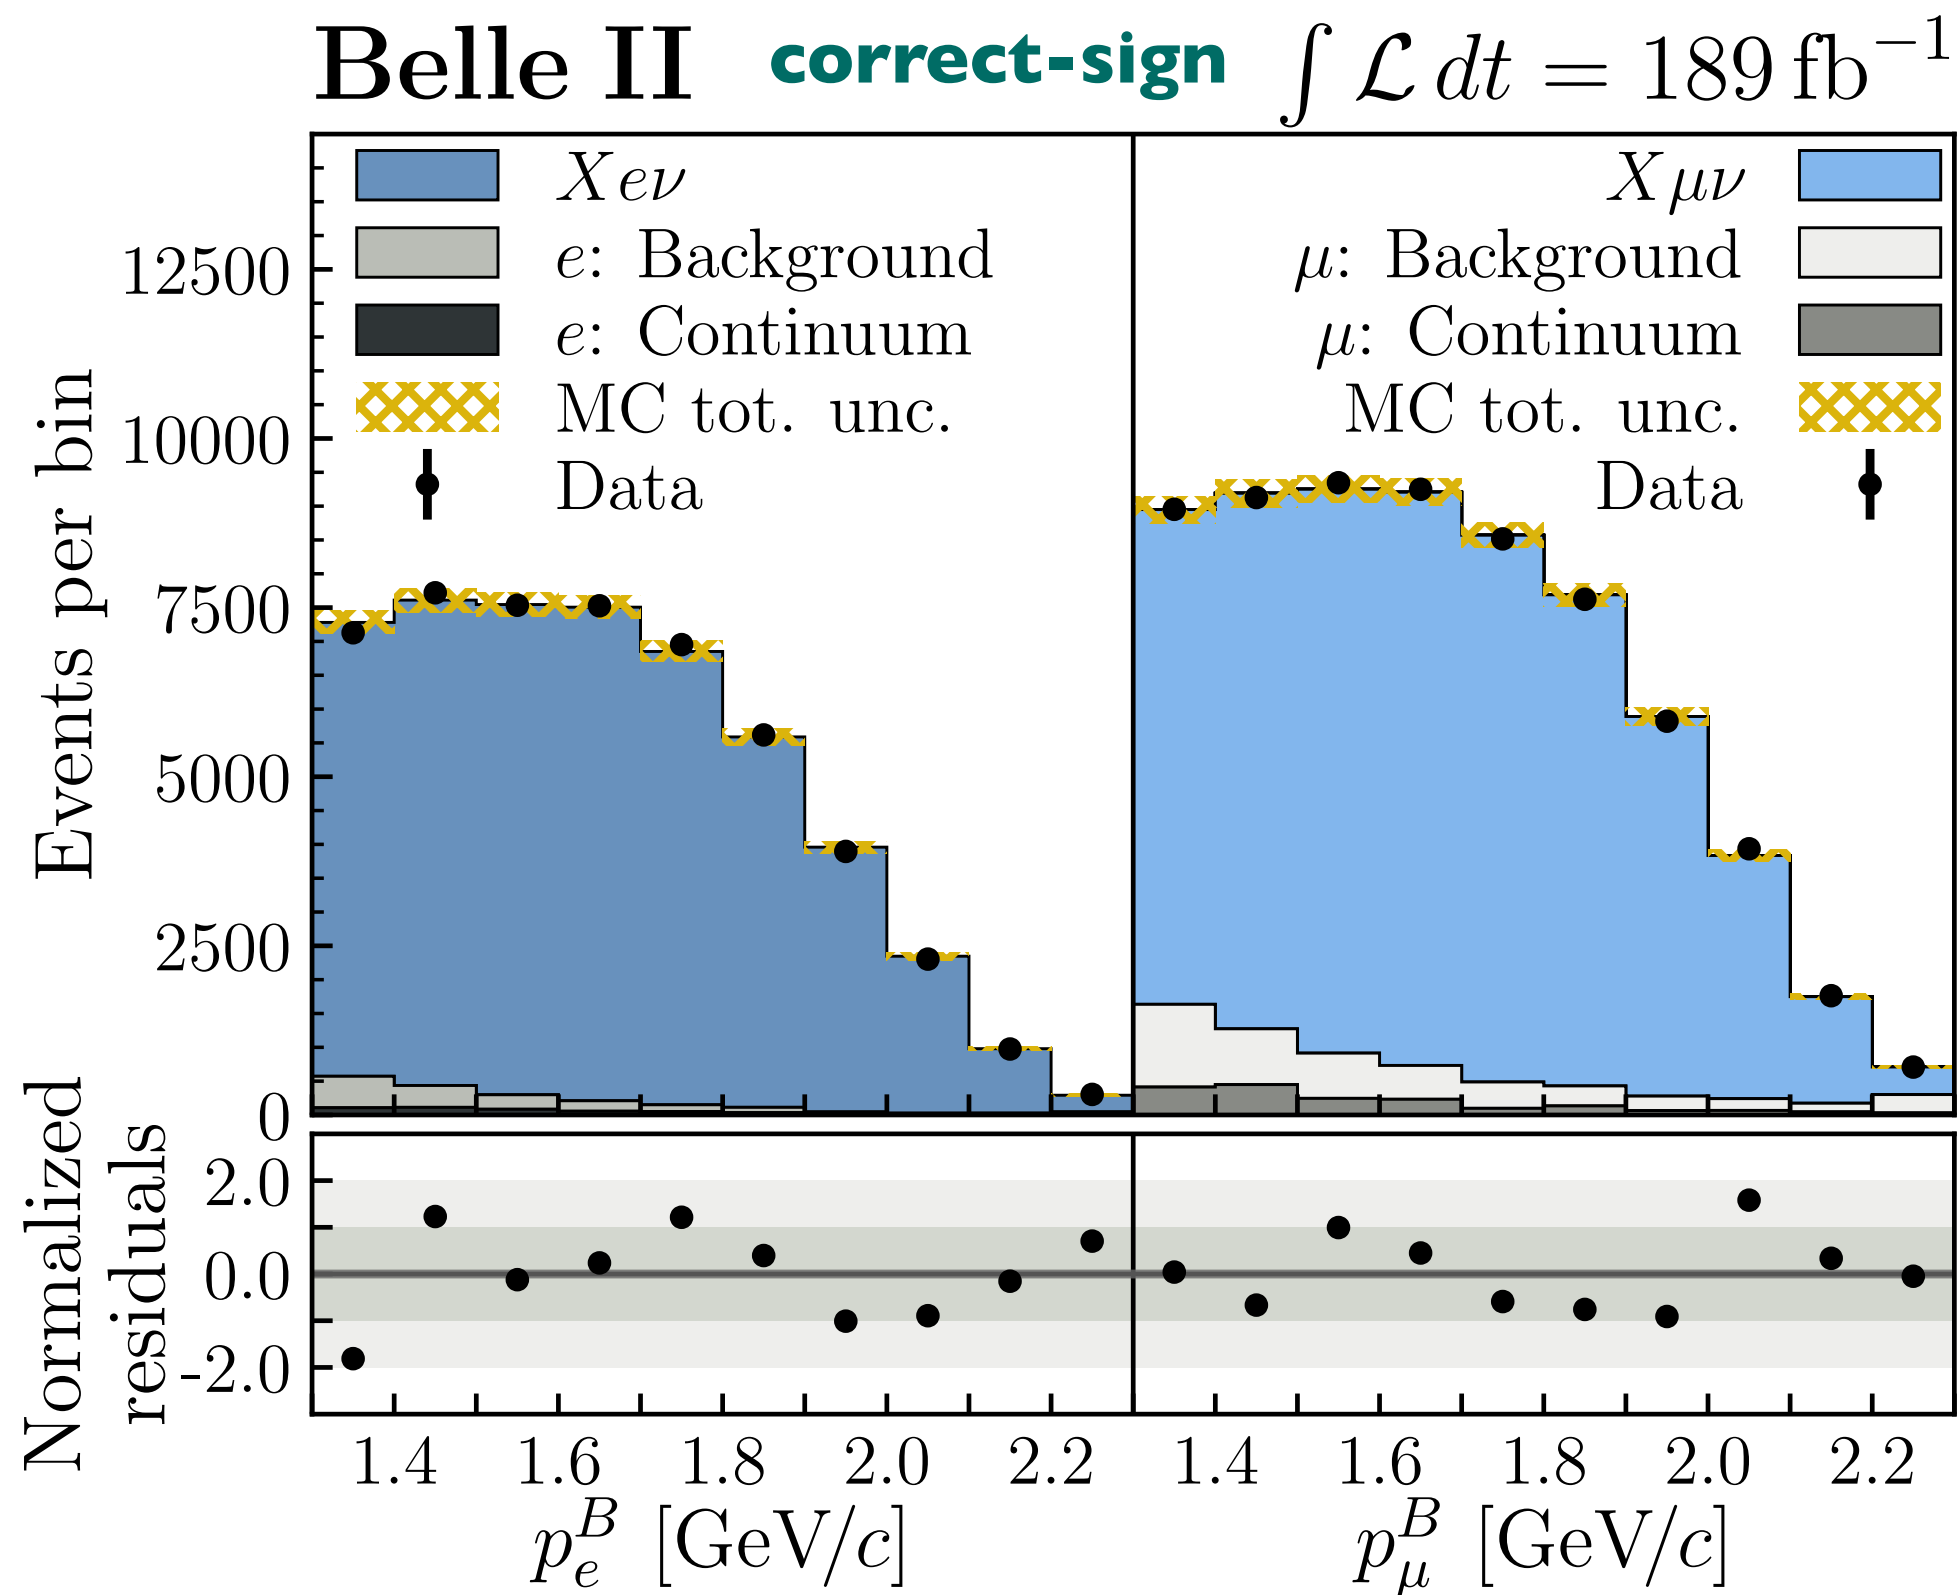 Belle II correct-sign ∫ ℒ dt = 189 fb⁻¹
Xeν
e: Background
e: Continuum
MC tot. unc.
Data
Xμν
μ: Background
μ: Continuum
MC tot. unc.
Data
Events per bin
12500
10000
7500
5000
2500
0
Normalized
residuals
2.0
0.0
-2.0
1.4 1.6 1.8 2.0 2.2 1.4 1.6 1.8 2.0 2.2
p_e^B [GeV/c] p_μ^B [GeV/c]